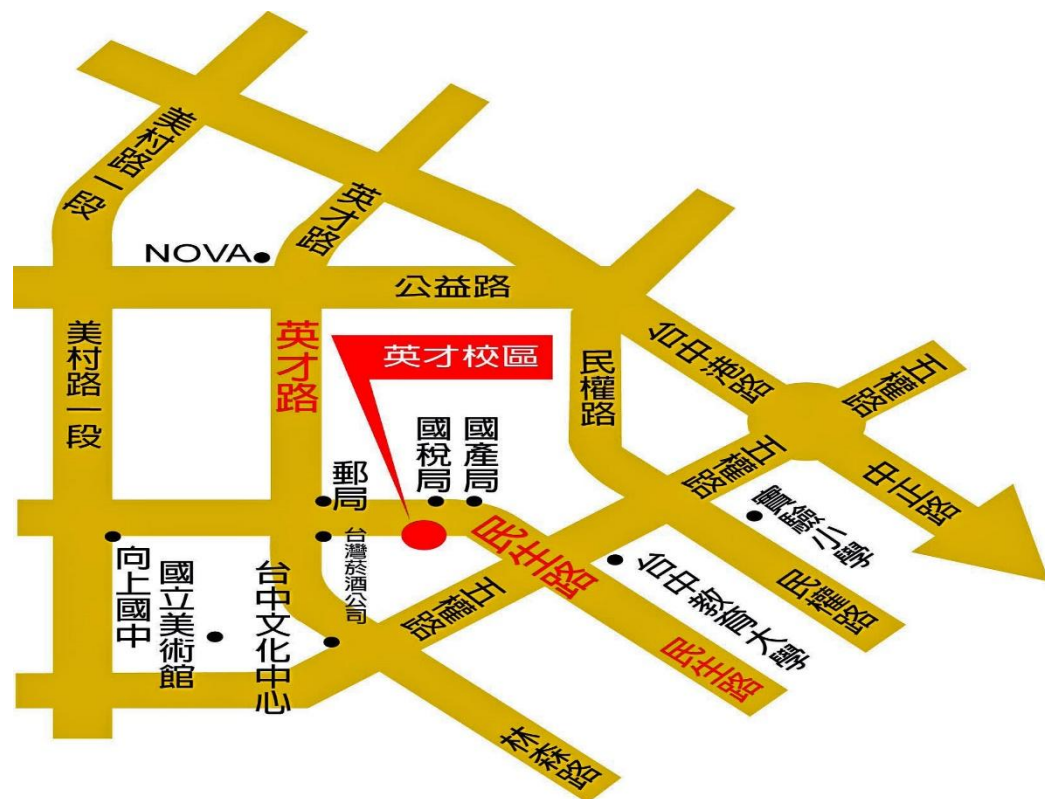 美村路一段
英才路
NOVA
公益路
美村路一段
英才路
英才校區
民權路
台中港路
五權路
五權路
中正路
國稅局
國產局
郵局
台灣菸酒公司
民生路
實驗小學
向上國中
國立美術館
台中文化中心
五權路
台中教育大學
民權路
民生路
林森路